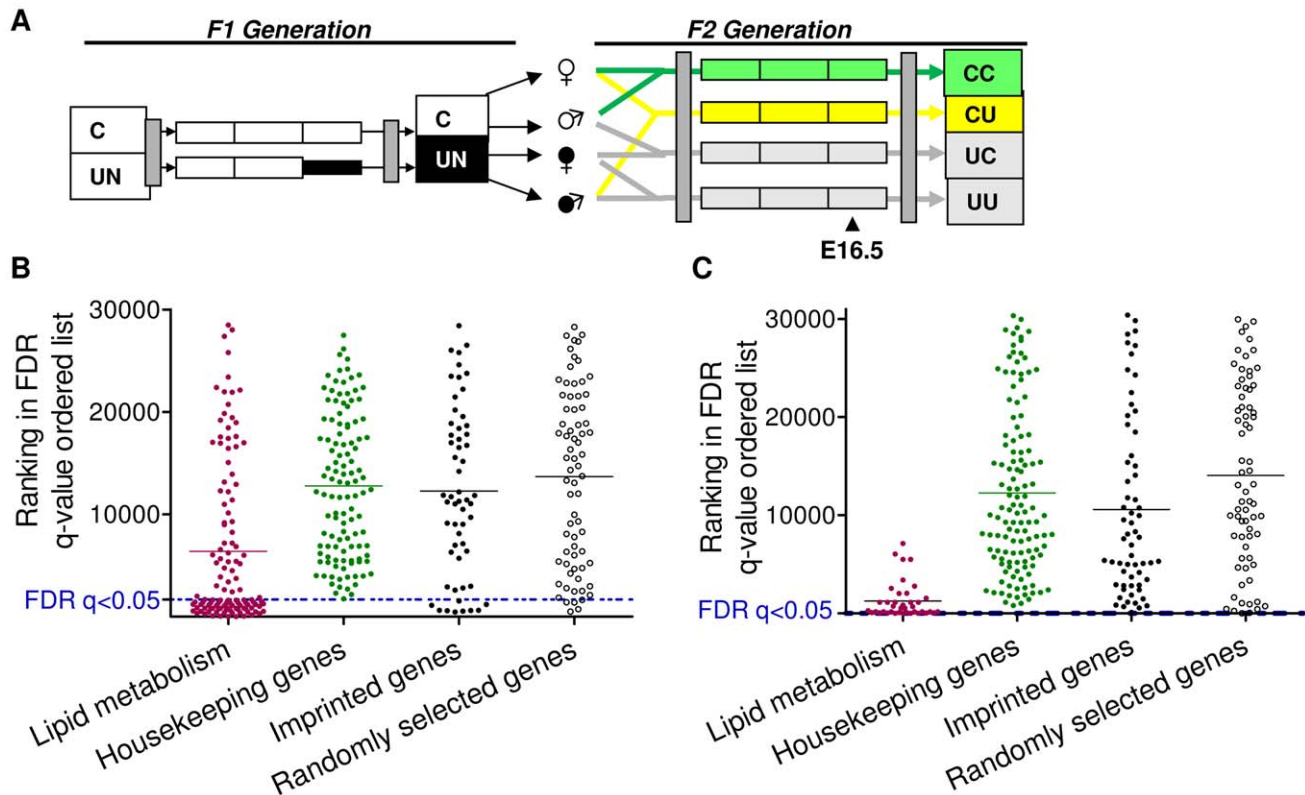 A
F1 Generation
F2 Generation
C
UN
C
UN
♀
♂
CC
CU
UC
UU
E16.5
B
30000
20000
10000
FDR q<0.05
Ranking in FDR
q-value ordered list
Lipid metabolism
Housekeeping genes
Imprinted genes
Randomly selected genes
C
30000
20000
10000
FDR q<0.05
Ranking in FDR
q-value ordered list
Lipid metabolism
Housekeeping genes
Imprinted genes
Randomly selected genes